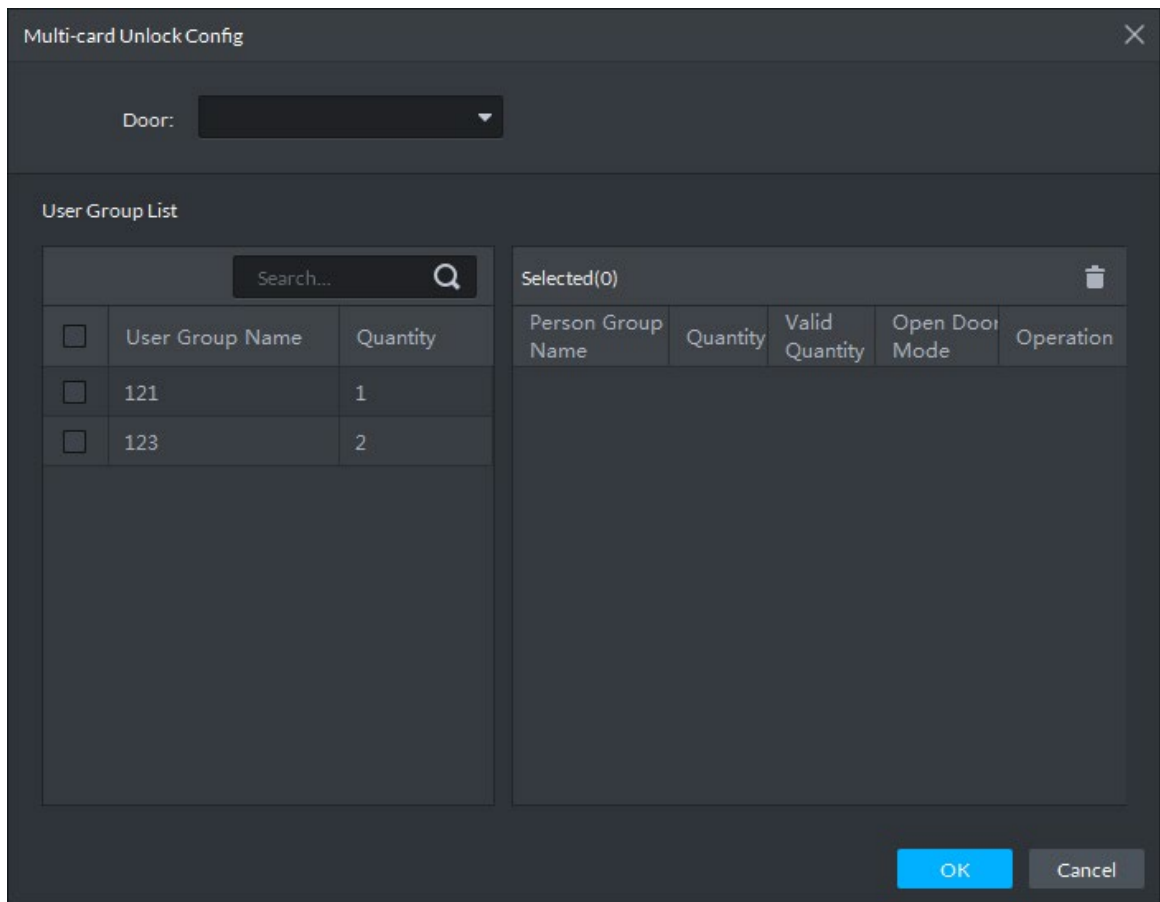 Multi-card Unlock Config
Door:
User Group List
Search...
User Group Name Quantity
121 1
123 2
Selected(0)
Person Group Name Quantity Valid Quantity Open Door Mode Operation
OK Cancel